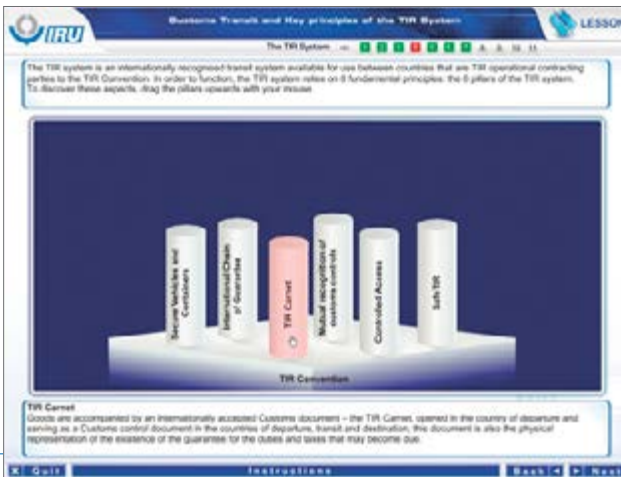 IRU
Customs Transit and Key principles of the TIR System
LESSON
The TIR System
The TIR system is an internationally recognised transit system available for use between countries that are TIR operational contracting
parties to the TIR Convention. In order to function, the TIR system relies on 6 fundamental principles: the 6 pillars of the TIR system.
To discover these aspects, drag the pillars upwards with your mouse.
Secure Vehicles and
Containers
International Chain
of Guarantee
TIR Carnet
Mutual recognition of
customs controls
Controlled Access
Safe TIR
TIR Convention
TIR Carnet
Goods are accompanied by an internationally accepted Customs document – the TIR Carnet, opened in the country of departure and
serving as a Customs control document in the countries of departure, transit and destination, this document is also the physical
representation of the existence of the guarantee for the duties and taxes that may become due.
X Quit
Instructions
Back
Next